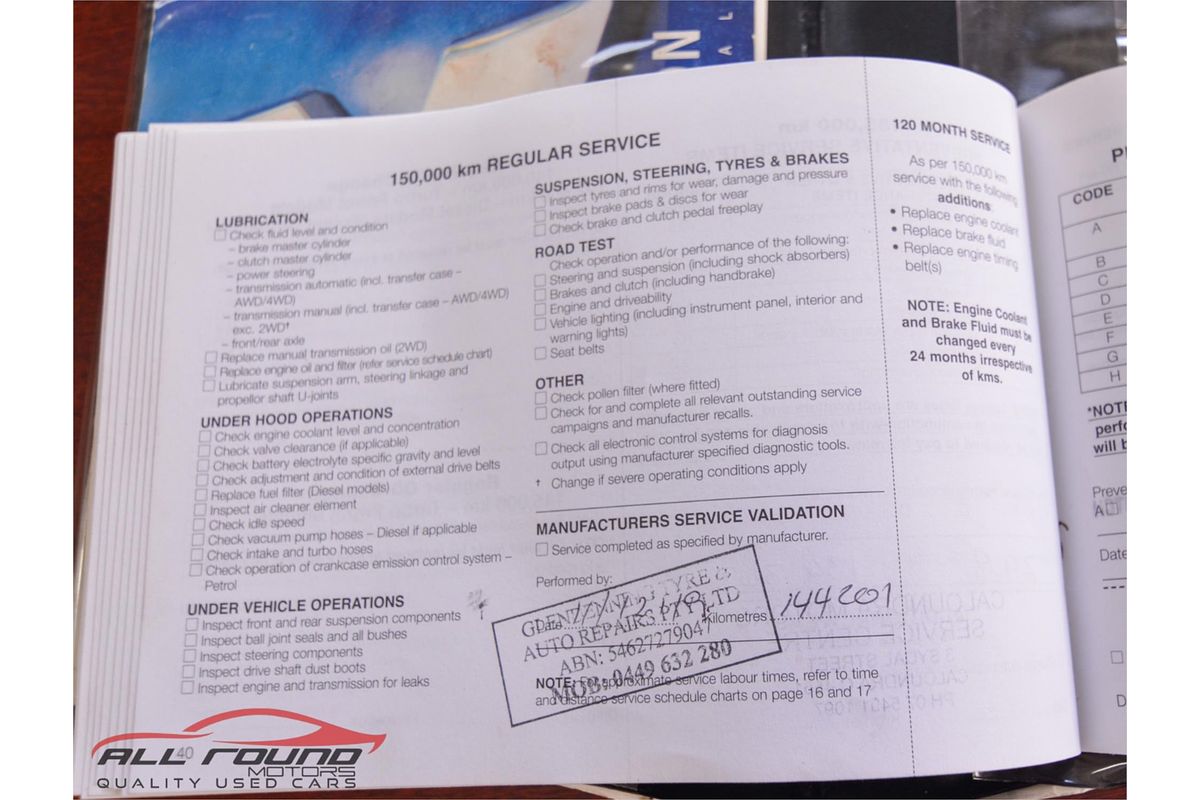 N
A L
150,000 km REGULAR SERVICE
LUBRICATION
Check fluid level and condition
– brake master cylinder
– clutch master cylinder
– power steering
– transmission automatic (incl. transfer case –
AWD/4WD)
– transmission manual (incl. transfer case – AWD/4WD)
exc. 2WD†
– front/rear axle
Replace manual transmission oil (2WD)
Replace engine oil and filter (refer service schedule chart)
Lubricate suspension arm, steering linkage and
propellor shaft U-joints
UNDER HOOD OPERATIONS
Check engine coolant level and concentration
Check valve clearance (if applicable)
Check battery electrolyte specific gravity and level
Check adjustment and condition of external drive belts
Replace fuel filter (Diesel models)
Inspect air cleaner element
Check idle speed
Check vacuum pump hoses – Diesel if applicable
Check intake and turbo hoses
Check operation of crankcase emission control system –
Petrol
UNDER VEHICLE OPERATIONS
Inspect front and rear suspension components
Inspect ball joint seals and all bushes
Inspect steering components
Inspect drive shaft dust boots
Inspect engine and transmission for leaks
40
SUSPENSION, STEERING, TYRES & BRAKES
Inspect tyres and rims for wear, damage and pressure
Inspect brake pads & discs for wear
Check brake and clutch pedal freeplay
ROAD TEST
Check operation and/or performance of the following:
Steering and suspension (including shock absorbers)
Brakes and clutch (including handbrake)
Engine and driveability
Vehicle lighting (including instrument panel, interior and
warning lights)
Seat belts
OTHER
Check pollen filter (where fitted)
Check for and complete all relevant outstanding service
campaigns and manufacturer recalls.
Check all electronic control systems for diagnosis
output using manufacturer specified diagnostic tools.
† Change if severe operating conditions apply
MANUFACTURERS SERVICE VALIDATION
Service completed as specified by manufacturer.
Performed by:
TYRE &
AUTO REPAIRS PTY LTD
ABN: 54627279047
MOB: 0449 632 280
Date
Kilometres 144201
NOTE: For approximate service labour times, refer to time
and distance service schedule charts on page 16 and 17
120 MONTH SERVICE
As per 150,000 km
service with the following
additions:
• Replace engine coolant
• Replace brake fluid
• Replace engine timing
belt(s)
NOTE: Engine Coolant
and Brake Fluid must be
changed every
24 months irrespective
of kms.
CODE
A
B
C
D
E
F
G
H
*NOT
perfo
will b
Preve
A
Date
ALL ROUND
MOTORS
QUALITY USED CARS